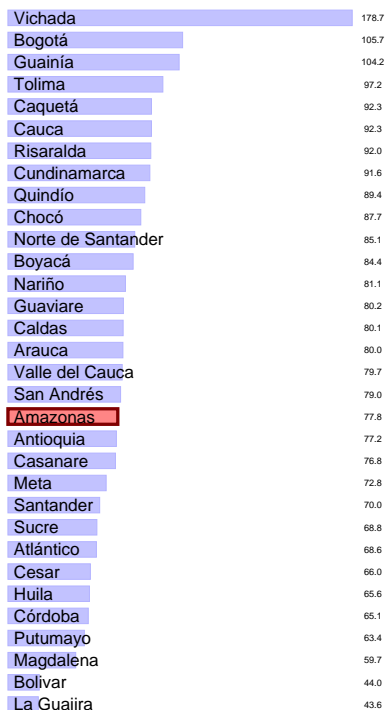 Vichada 178.7
Bogotá 105.7
Guainía 104.2
Tolima 97.2
Caquetá 92.3
Cauca 92.3
Risaralda 92.0
Cundinamarca 91.6
Quindío 89.4
Chocó 87.7
Norte de Santander 85.1
Boyacá 84.4
Nariño 81.1
Guaviare 80.2
Caldas 80.1
Arauca 80.0
Valle del Cauca 79.7
San Andrés 79.0
Amazonas 77.8
Antioquia 77.2
Casanare 76.8
Meta 72.8
Santander 70.0
Sucre 68.8
Atlántico 68.6
Cesar 66.0
Huila 65.6
Córdoba 65.1
Putumayo 63.4
Magdalena 59.7
Bolivar 44.0
La Guajira 43.6